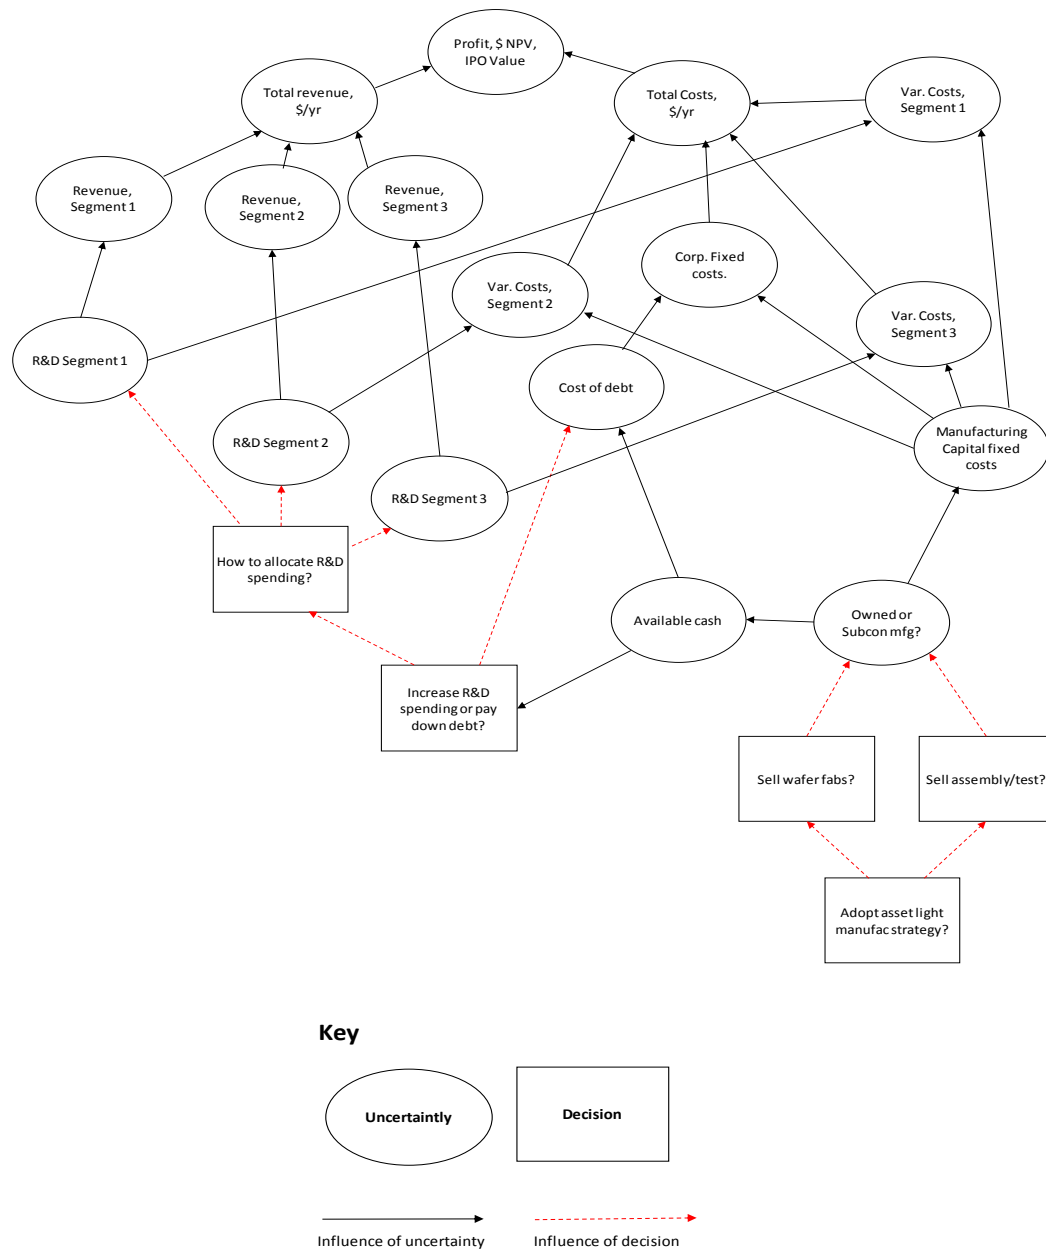 Profit, $ NPV,
IPO Value
Total revenue,
$/yr
Total Costs,
$/yr
Var. Costs,
Segment 1
Revenue,
Segment 1
Revenue,
Segment 2
Revenue,
Segment 3
Corp. Fixed
costs.
Var. Costs,
Segment 2
Var. Costs,
Segment 3
R&D Segment 1
Cost of debt
R&D Segment 2
Manufacturing
Capital fixed
costs
R&D Segment 3
How to allocate R&D
spending?
Available cash
Owned or
Subcon mfg?
Increase R&D
spending or pay
down debt?
Sell wafer fabs?
Sell assembly/test?
Adopt asset light
manufac strategy?
Key
Uncertaintly
Decision
Influence of uncertainty
Influence of decision